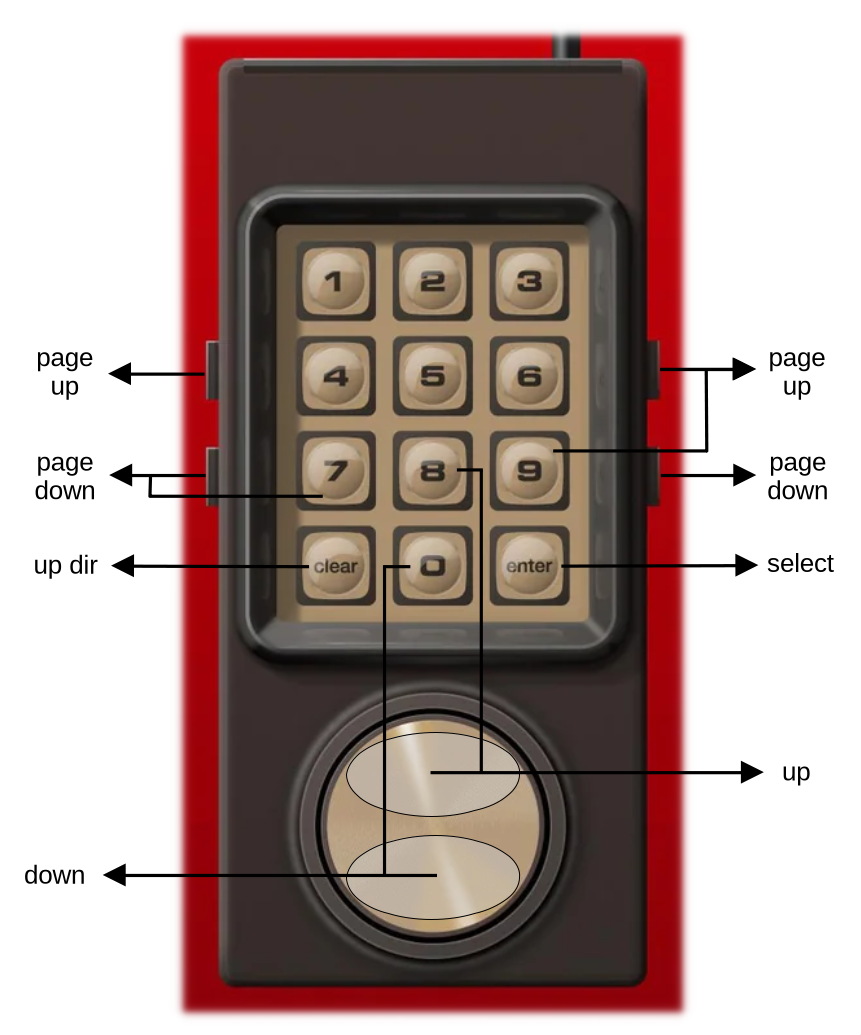 1 2 3
page
up
4 5 6
page
up
page
down
7 8 9
page
down
up dir
clear 0 enter
select
up
down